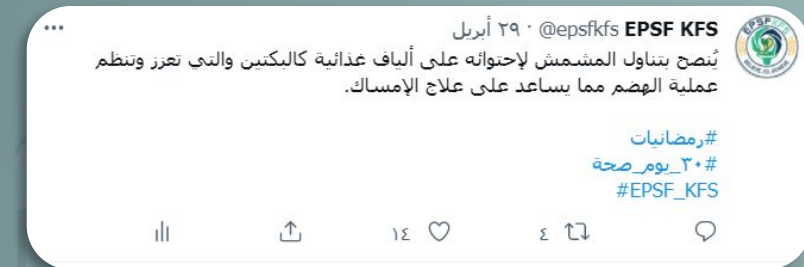 EPSF KFS @epsfkfs · ٢٩ أبريل
يُنصح بتناول المشمش لإحتوائه على ألياف غذائية كالبكتين والتي تعزز وتنظم
عملية الهضم مما يساعد على علاج الإمساك.
#رمضانيات
#٣٠_يوم_صحة
#EPSF_KFS
٤ ١٤